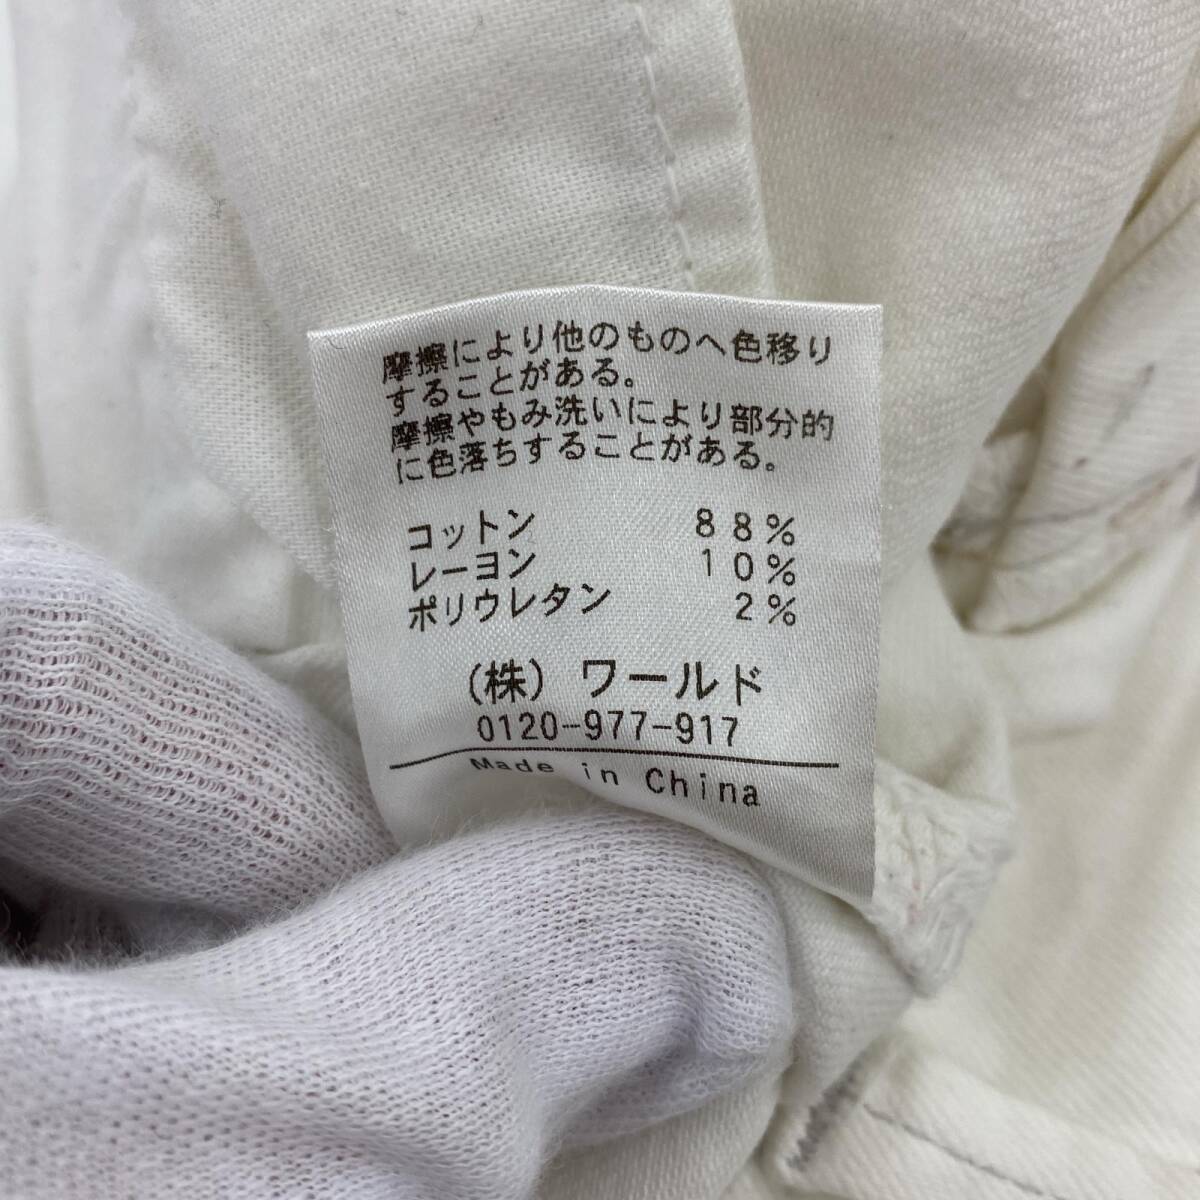 摩擦により他のものへ色移り
することがある。
摩擦やもみ洗いにより部分的
に色落ちすることがある。
コットン 88%
レーヨン 10%
ポリウレタン 2%
(株) ワールド
0120-977-917
Made in China